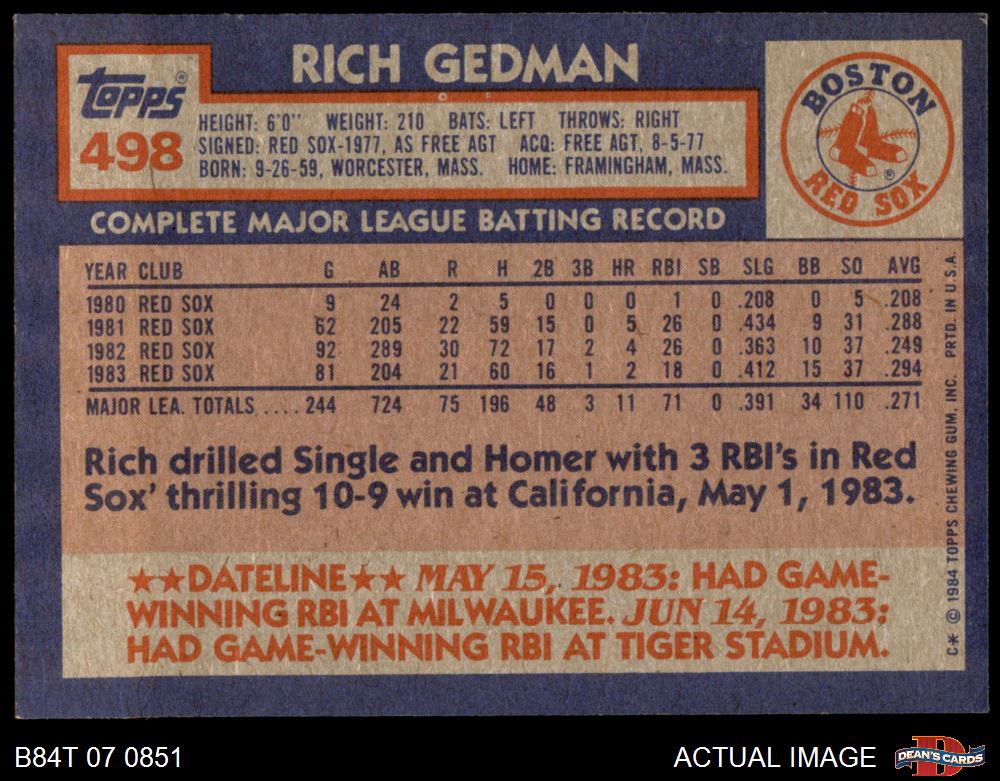 RICH GEDMAN
Topps®
498
HEIGHT: 6'0" WEIGHT: 210 BATS: LEFT THROWS: RIGHT
SIGNED: RED SOX-1977, AS FREE AGT ACQ: FREE AGT, 8-5-77
BORN: 9-26-59, WORCESTER, MASS. HOME: FRAMINGHAM, MASS.
BOSTON
RED SOX
®
COMPLETE MAJOR LEAGUE BATTING RECORD
YEAR CLUB G AB R H 2B 3B HR RBI SB SLG BB SO AVG
1980 RED SOX 9 24 2 5 0 0 0 1 0 .208 0 5 .208
1981 RED SOX 62 205 22 59 15 0 5 26 0 .434 9 31 .288
1982 RED SOX 92 289 30 72 17 2 4 26 0 .363 10 37 .249
1983 RED SOX 81 204 21 60 16 1 2 18 0 .412 15 37 .294
MAJOR LEA. TOTALS .... 244 724 75 196 48 3 11 71 0 .391 34 110 .271
Rich drilled Single and Homer with 3 RBI's in Red
Sox' thrilling 10-9 win at California, May 1, 1983.
★★DATELINE★★ MAY 15, 1983: HAD GAME-
WINNING RBI AT MILWAUKEE. JUN 14, 1983:
HAD GAME-WINNING RBI AT TIGER STADIUM.
C* © 1984 TOPPS CHEWING GUM, INC. PRTD. IN U.S.A.
B84T 07 0851
ACTUAL IMAGE
D
DEAN'S CARDS